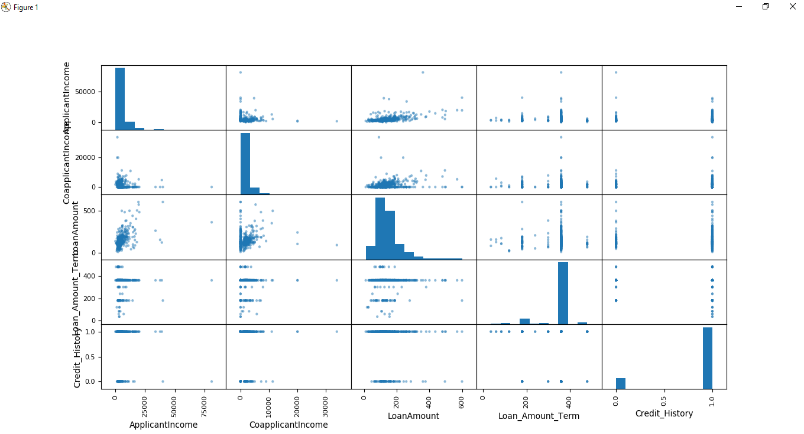 Figure 1
ApplicantIncome
50000
0
CoapplicantIncome
20000
0
LoanAmount
500
0
Loan_Amount_Term
400
200
0
Credit_History
1.0
0.5
0.0
0 25000 50000 75000
0 10000 20000 30000
0 200 400 600
0 200 400
0.0 0.5 1.0
ApplicantIncome CoapplicantIncome LoanAmount Loan_Amount_Term Credit_History